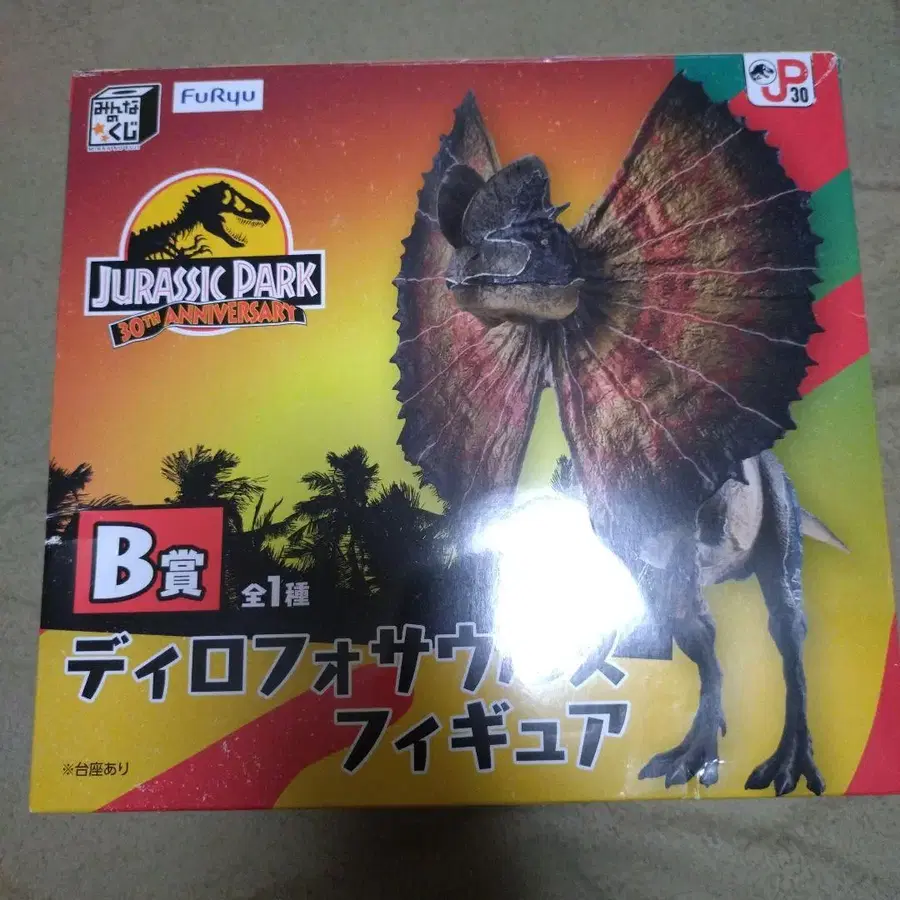 みんなの
くじ
FuRyu
JP
30
JURASSIC PARK
30TH ANNIVERSARY
B賞
全1種
ディロフォサウ
ス
フィギュア
※台座あり